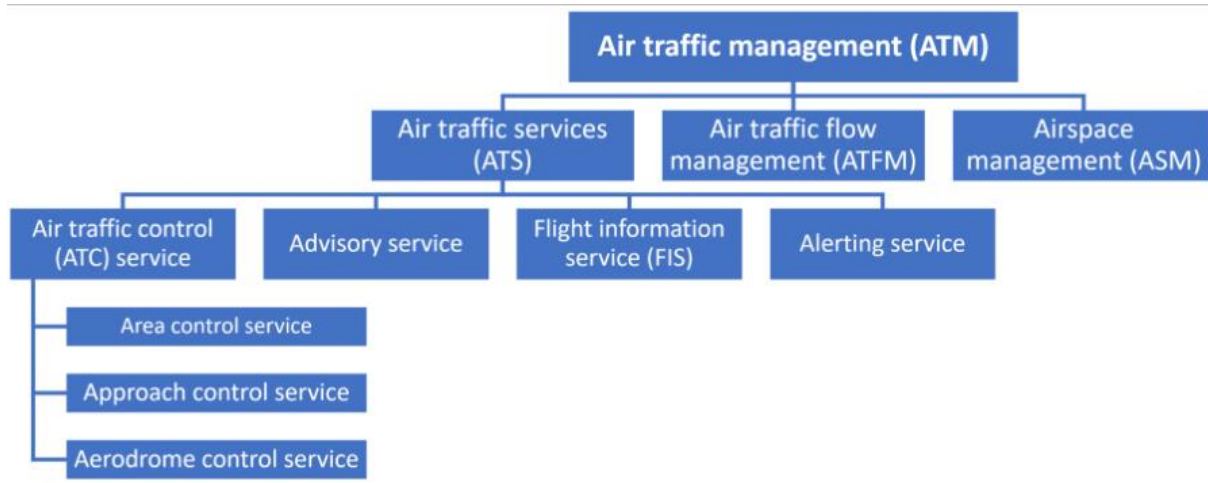 Air traffic management (ATM)
Air traffic services
(ATS)
Air traffic flow
management (ATFM)
Airspace
management (ASM)
Air traffic control
(ATC) service
Advisory service
Flight information
service (FIS)
Alerting service
Area control service
Approach control service
Aerodrome control service